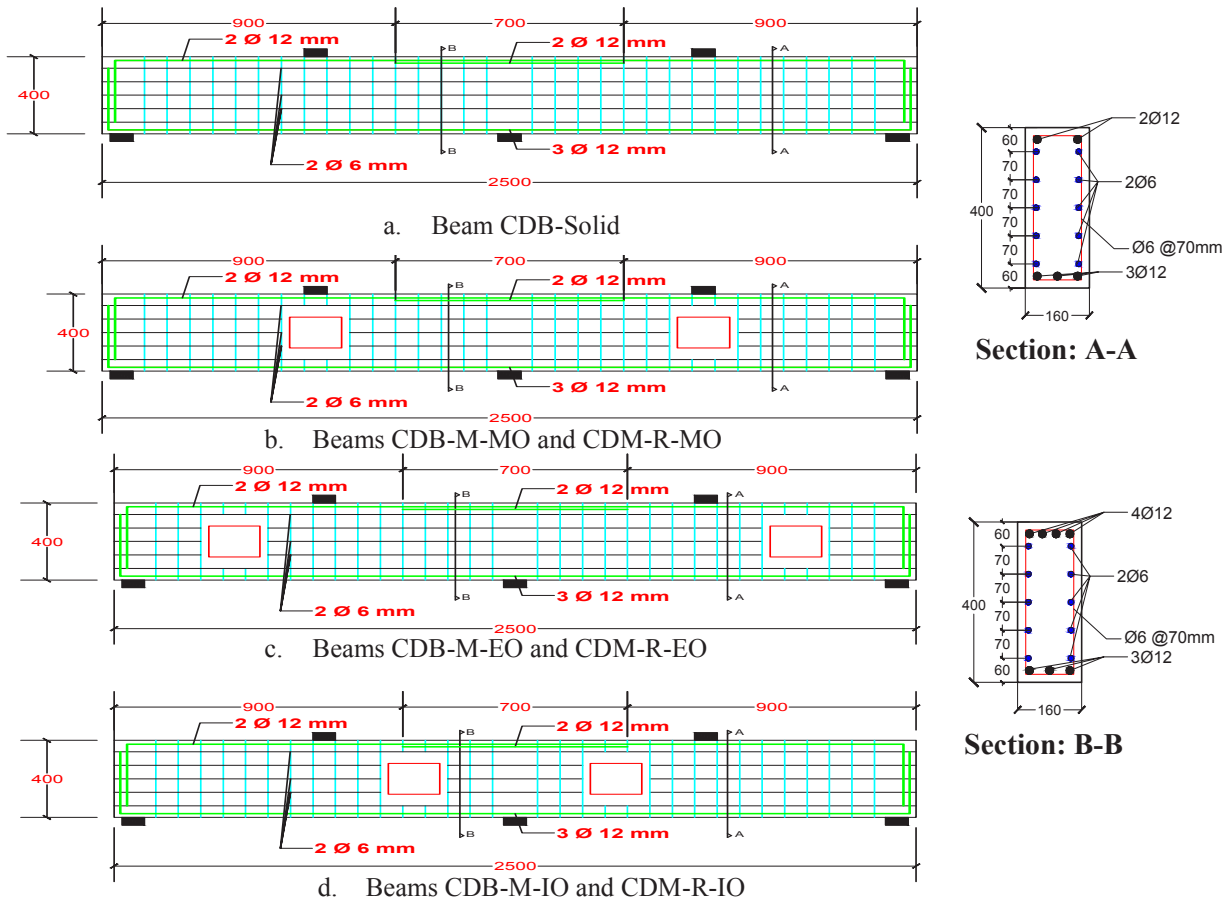 900 700 900
2 Ø 12 mm 2 Ø 12 mm
B A
400
B A
2 Ø 6 mm 3 Ø 12 mm
2500
a. Beam CDB-Solid
900 700 900
2 Ø 12 mm 2 Ø 12 mm
B A
400
B A
2 Ø 6 mm 3 Ø 12 mm
2500
b. Beams CDB-M-MO and CDM-R-MO
900 700 900
2 Ø 12 mm 2 Ø 12 mm
B A
400
B A
2 Ø 6 mm 3 Ø 12 mm
2500
c. Beams CDB-M-EO and CDM-R-EO
900 700 900
2 Ø 12 mm 2 Ø 12 mm
B A
400
B A
2 Ø 6 mm 3 Ø 12 mm
2500
d. Beams CDB-M-IO and CDM-R-IO
2Ø12
60
70
70 2Ø6
400
70
70 Ø6 @70mm
60 3Ø12
160
Section: A-A
4Ø12
60
70
70 2Ø6
400
70
70 Ø6 @70mm
60 3Ø12
160
Section: B-B